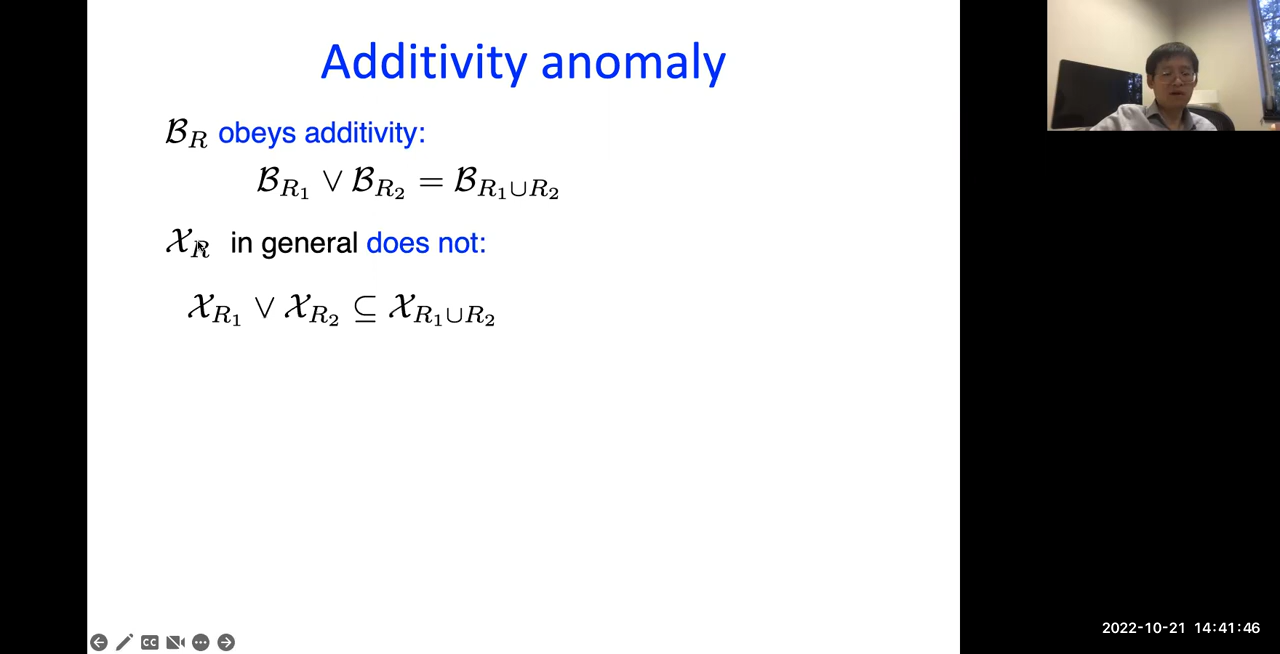 Additivity anomaly
𝓑_R obeys additivity:
𝓑_{R_1} ∨ 𝓑_{R_2} = 𝓑_{R_1∪R_2}
𝓧_R in general does not:
𝓧_{R_1} ∨ 𝓧_{R_2} ⊆ 𝓧_{R_1∪R_2}
CC
2022-10-21 14:41:46